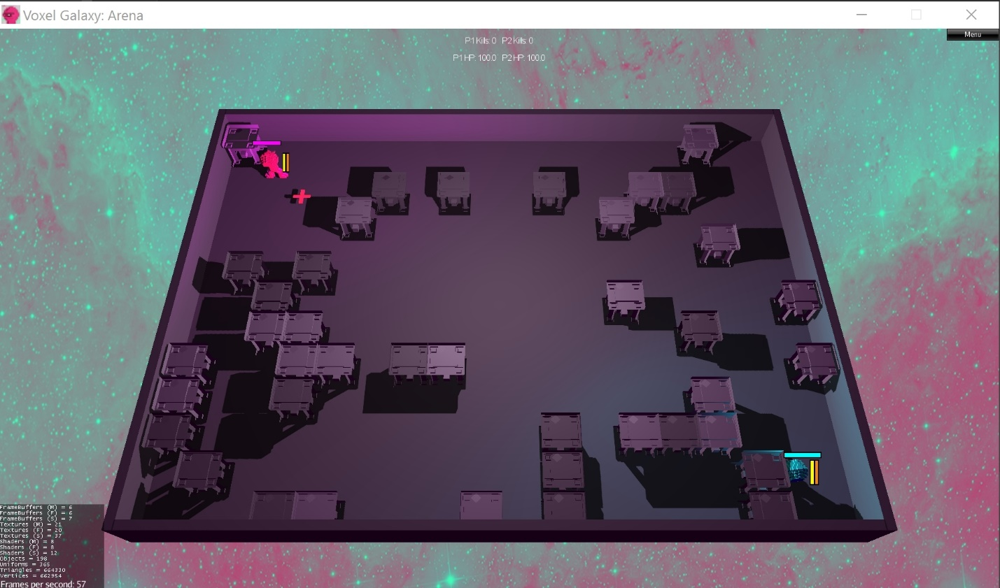 Voxel Galaxy: Arena
Menu
P1 Kills: 0 P2 Kills: 0
P1 HP: 100.0 P2 HP: 100.0
FrameBuffers (M) = 6
FrameBuffers (F) = 6
FrameBuffers (S) = 7
Textures (M) = 21
Textures (F) = 20
Textures (S) = 37
Shaders (M) = 8
Shaders (F) = 8
Shaders (S) = 12
Objects = 198
Uniforms = 365
Triangles = 664330
Vertices = 662954
Frames per second: 57